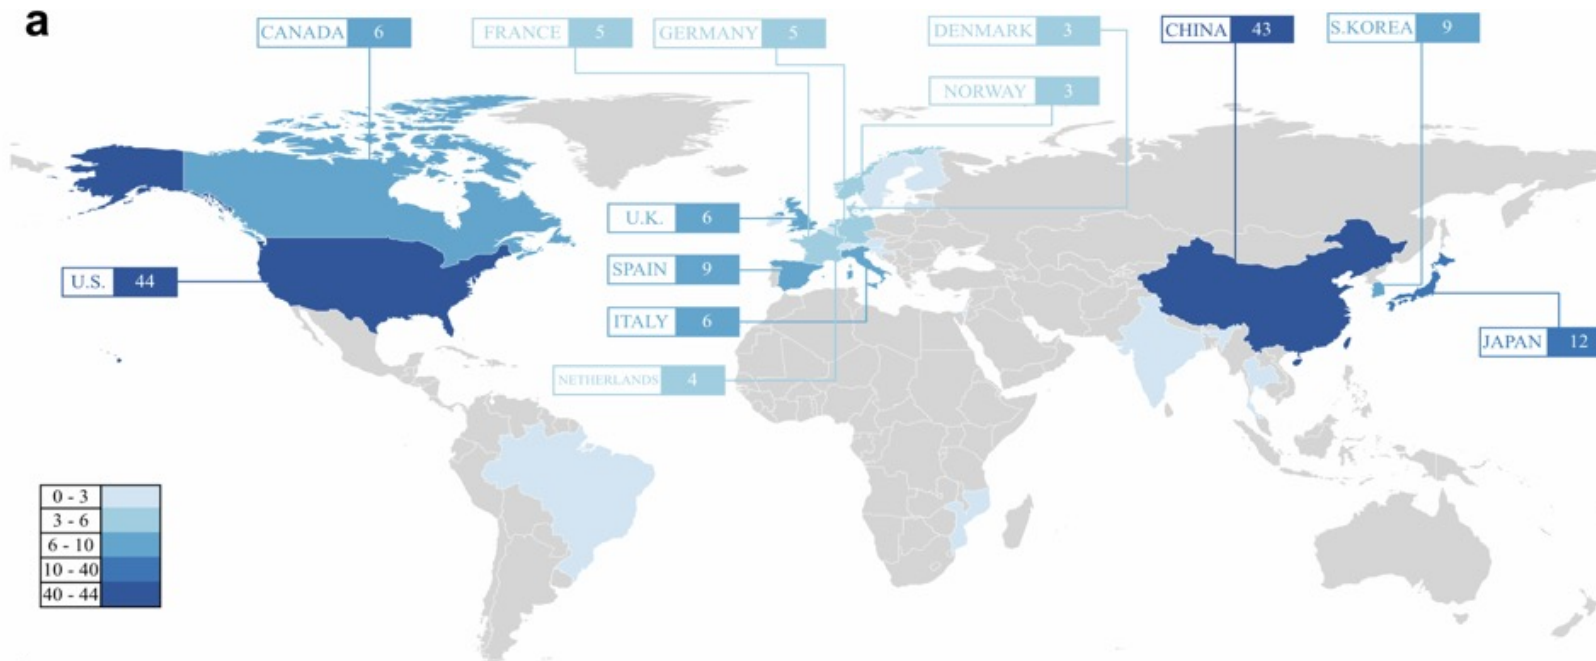 a
CANADA 6
FRANCE 5
GERMANY 5
DENMARK 3
CHINA 43
S.KOREA 9
NORWAY 3
U.K. 6
SPAIN 9
U.S. 44
ITALY 6
JAPAN 12
NETHERLANDS 4
0 - 3
3 - 6
6 - 10
10 - 40
40 - 44